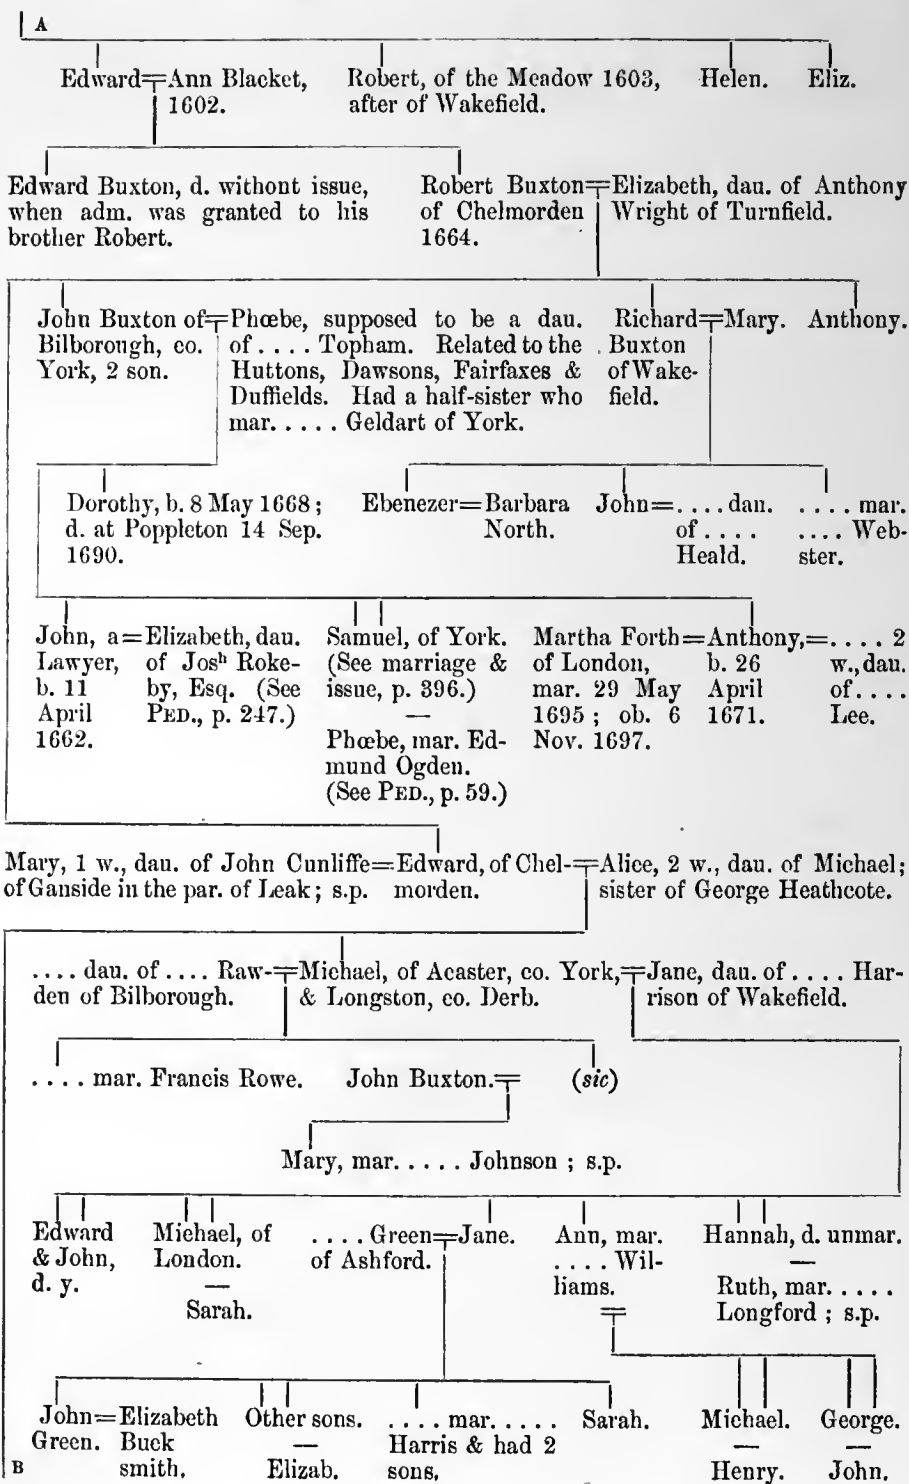 A
Edward=Ann Blacket, Robert, of the Meadow 1603, Helen. Eliz.
1602. after of Wakefield.
Edward Buxton, d. without issue, Robert Buxton=Elizabeth, dau. of Anthony
when adm. was granted to his of Chelmorden Wright of Turnfield.
brother Robert. 1664.
John Buxton of=Phœbe, supposed to be a dau. Richard=Mary. Anthony.
Bilborough, co. of . . . . Topham. Related to the Buxton
York, 2 son. Huttons, Dawsons, Fairfaxes & of Wake-
Duffields. Had a half-sister who field.
mar. . . . . Geldart of York.
Dorothy, b. 8 May 1668; Ebenezer=Barbara John=. . . . dau. . . . . mar.
d. at Poppleton 14 Sep. North. of . . . . . . . . Web-
1690. Heald. ster.
John, a=Elizabeth, dau. Samuel, of York. Martha Forth=Anthony,=. . . . 2
Lawyer, of Josʰ Roke- (See marriage & of London, b. 26 w., dau.
b. 11 by, Esq. (See issue, p. 396.) mar. 29 May April of . . . .
April PED., p. 247.) — 1695; ob. 6 1671. Lee.
1662. Phœbe, mar. Ed- Nov. 1697.
mund Ogden.
(See PED., p. 59.)
Mary, 1 w., dau. of John Cunliffe=Edward, of Chel-=Alice, 2 w., dau. of Michael;
of Ganside in the par. of Leak; s.p. morden. sister of George Heathcote.
. . . . dau. of . . . . Raw-=Michael, of Acaster, co. York,=Jane, dau. of . . . . Har-
den of Bilborough. & Longston, co. Derb. rison of Wakefield.
. . . . mar. Francis Rowe. John Buxton.= (sic)
Mary, mar. . . . . Johnson; s.p.
Edward Michael, of . . . . Green=Jane. Ann, mar. Hannah, d. unmar.
& John, London. of Ashford. . . . . Wil- —
d. y. — liams. Ruth, mar. . . . .
Sarah. = Longford; s.p.
John=Elizabeth Other sons. . . . . mar. . . . . Sarah. Michael. George.
Green. Buck — Harris & had 2 — —
B smith. Elizab. sons. Henry. John.